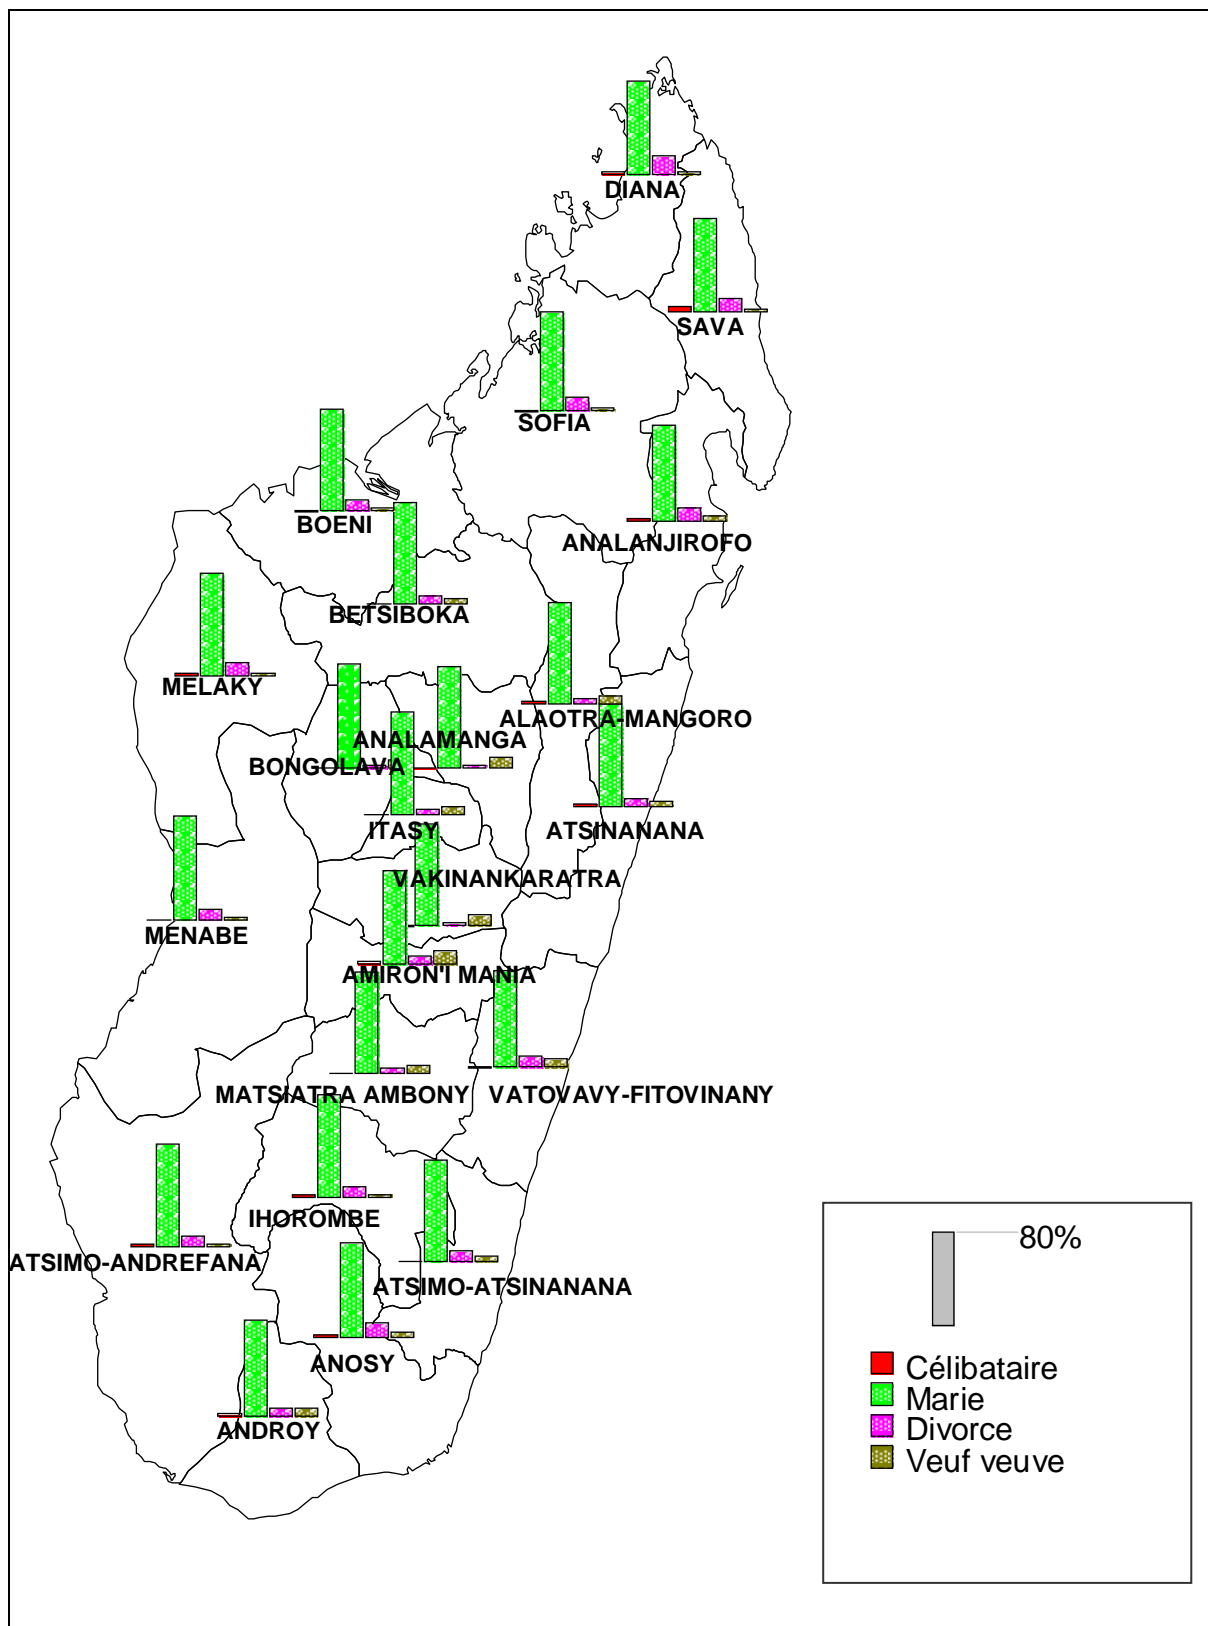 DIANA
SAVA
SOFIA
BOENI
ANALANJIROFO
BETSIBOKA
MELAKY
ALAOTRA-MANGORO
ANALAMANGA
BONGOLAVA
ITASY
ATSINANANA
VAKINANKARATRA
MENABE
AMIRON'I MANIA
MATSIATRA AMBONY
VATOVAVY-FITOVINANY
IHOROMBE
ATSIMO-ANDREFANA
ATSIMO-ATSINANANA
ANOSY
ANDROY
80%
Célibataire
Marie
Divorce
Veuf veuve